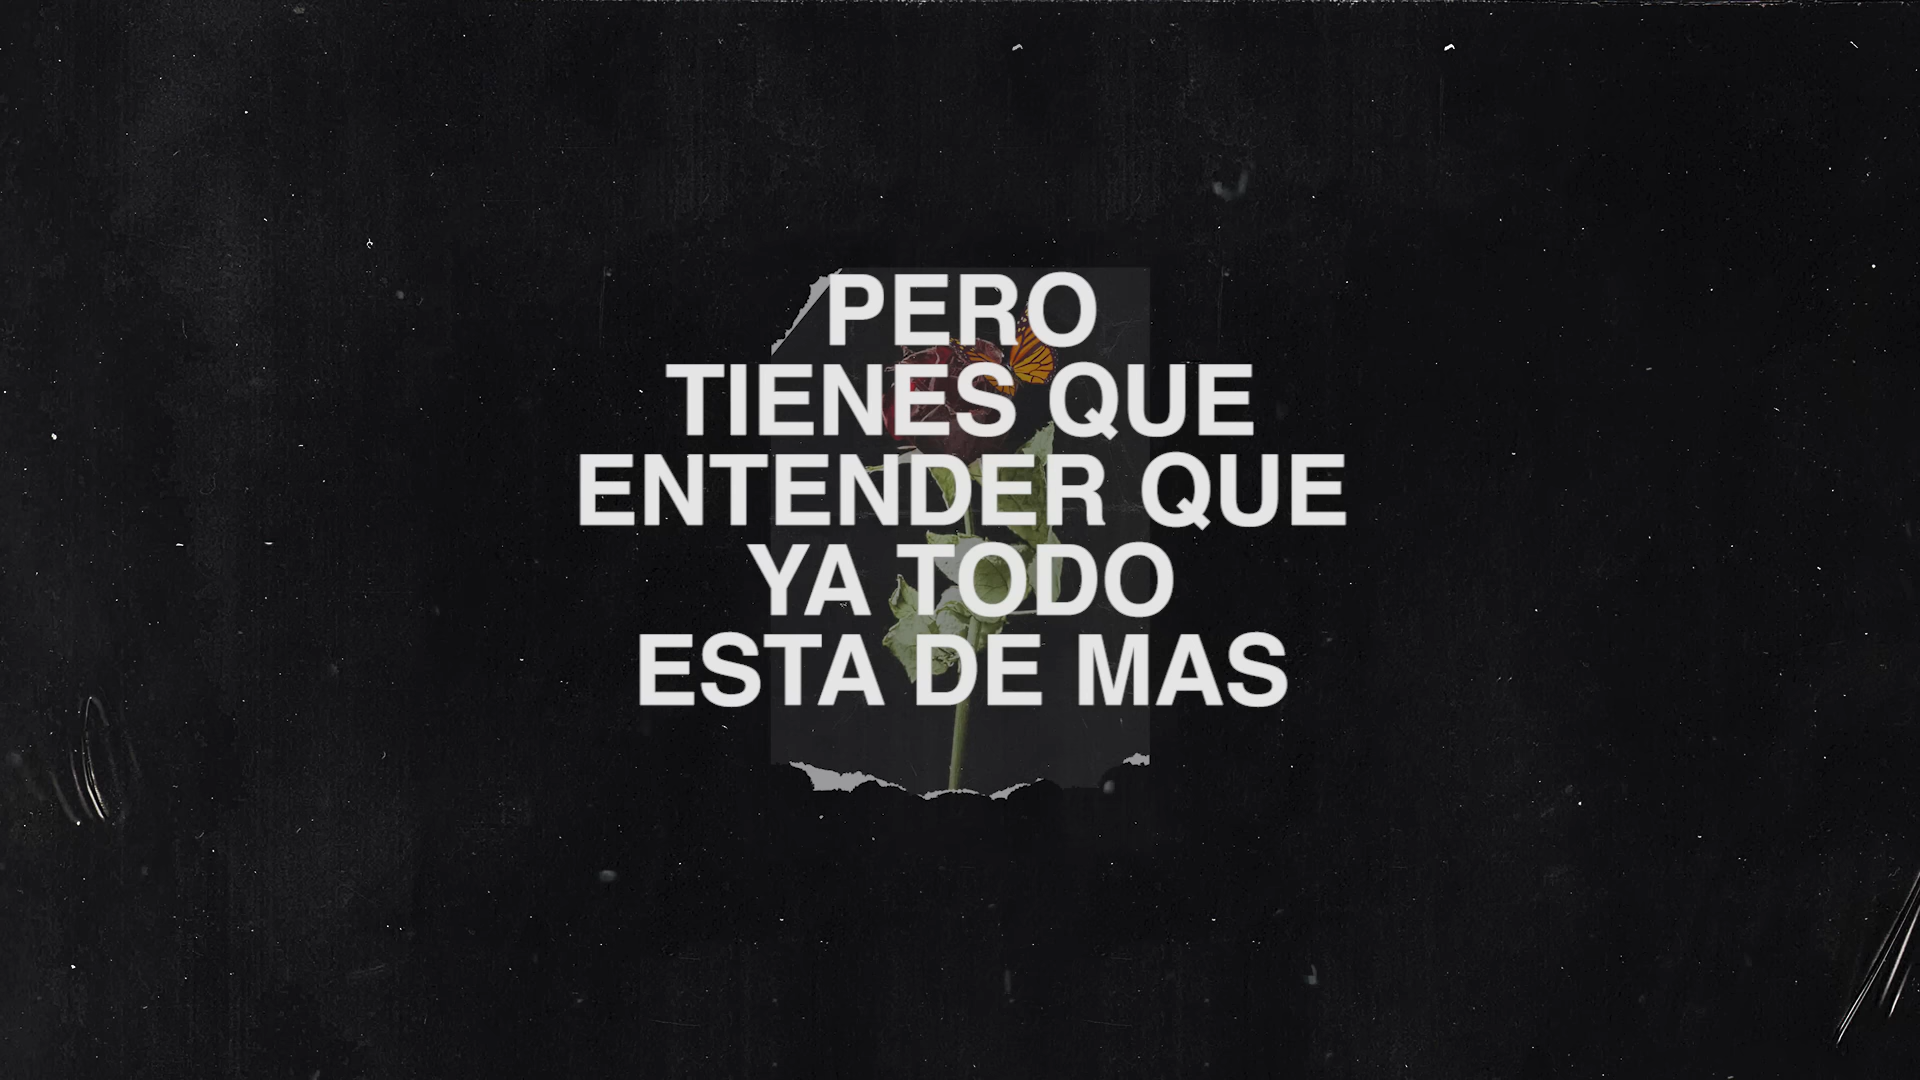 PERO
TIENES QUE
ENTENDER QUE
YA TODO
ESTA DE MAS